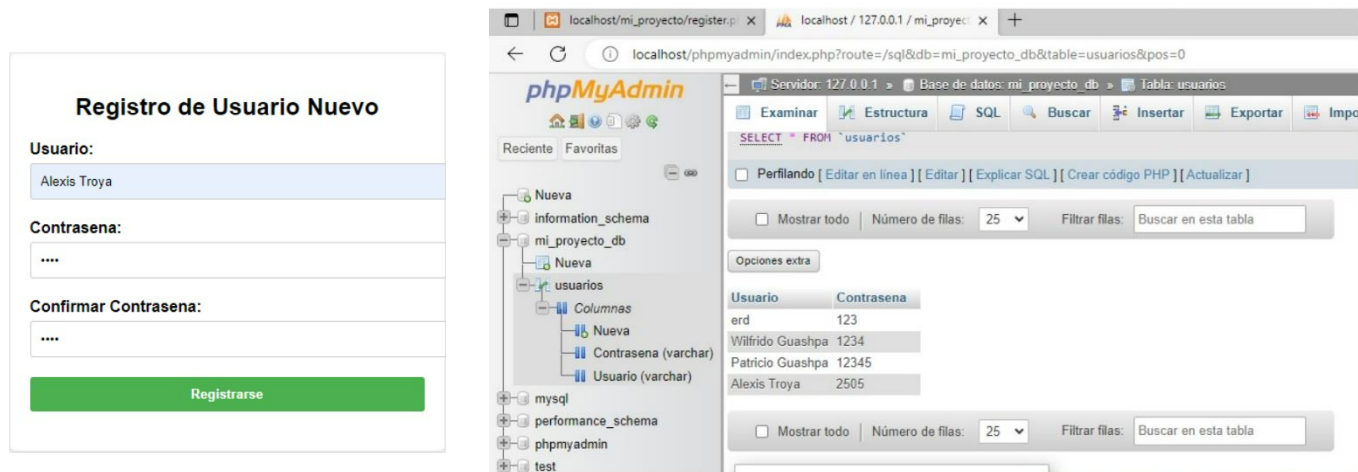 Registro de Usuario Nuevo
Usuario:
Alexis Troya
Contrasena:
••••
Confirmar Contrasena:
••••
Registrarse
localhost/mi_proyecto/register.p
localhost / 127.0.0.1 / mi_proyec
localhost/phpmyadmin/index.php?route=/sql&db=mi_proyecto_db&table=usuarios&pos=0
phpMyAdmin
Reciente Favoritas
Nueva
information_schema
mi_proyecto_db
Nueva
usuarios
Columnas
Nueva
Contrasena (varchar)
Usuario (varchar)
mysql
performance_schema
phpmyadmin
test
Servidor: 127.0.0.1 » Base de datos: mi_proyecto_db » Tabla: usuarios
Examinar Estructura SQL Buscar Insertar Exportar Impo
SELECT * FROM `usuarios`
Perfilando [ Editar en línea ] [ Editar ] [ Explicar SQL ] [ Crear código PHP ] [ Actualizar ]
Mostrar todo | Número de filas: 25 Filtrar filas: Buscar en esta tabla
Opciones extra
Usuario Contrasena
erd 123
Wilfrido Guashpa 1234
Patricio Guashpa 12345
Alexis Troya 2505
Mostrar todo | Número de filas: 25 Filtrar filas: Buscar en esta tabla